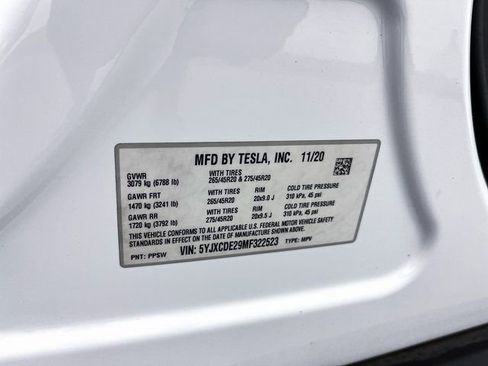 MFD BY TESLA, INC. 11/20
GVWR WITH TIRES
3079 kg (6788 lb) 265/45R20 & 275/45R20
GAWR FRT WITH TIRES RIM COLD TIRE PRESSURE
1470 kg (3241 lb) 265/45R20 20x9.0 J 310 kPa, 45 psi
GAWR RR WITH TIRES RIM COLD TIRE PRESSURE
1720 kg (3792 lb) 275/45R20 20x9.5 J 310 kPa, 45 psi
THIS VEHICLE CONFORMS TO ALL APPLICABLE U.S. FEDERAL MOTOR VEHICLE SAFETY
STANDARDS IN EFFECT ON THE DATE OF MANUFACTURE SHOWN ABOVE.
VIN: 5YJXCDE29MF322523 TYPE: MPV
PNT: PPSW